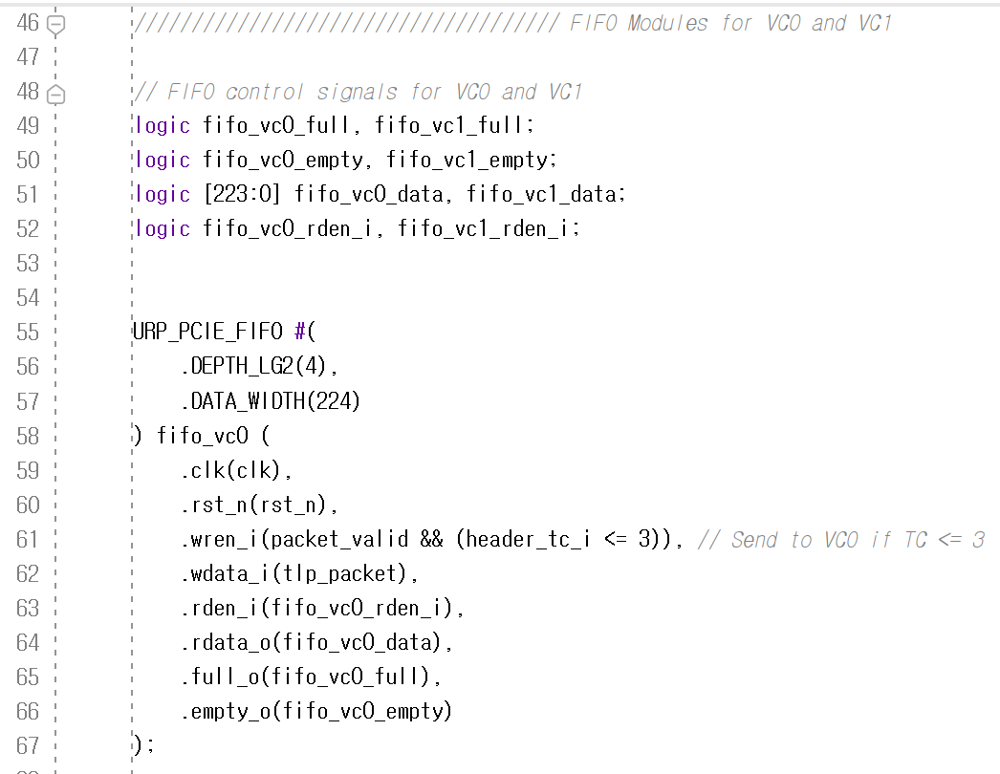 46 /////////////////////////////////////// FIFO Modules for VC0 and VC1
47
48 // FIFO control signals for VC0 and VC1
49 logic fifo_vc0_full, fifo_vc1_full;
50 logic fifo_vc0_empty, fifo_vc1_empty;
51 logic [223:0] fifo_vc0_data, fifo_vc1_data;
52 logic fifo_vc0_rden_i, fifo_vc1_rden_i;
53
54
55 URP_PCIE_FIFO #(
56 .DEPTH_LG2(4),
57 .DATA_WIDTH(224)
58 ) fifo_vc0 (
59 .clk(clk),
60 .rst_n(rst_n),
61 .wren_i(packet_valid && (header_tc_i <= 3)), // Send to VC0 if TC <= 3
62 .wdata_i(tlp_packet),
63 .rden_i(fifo_vc0_rden_i),
64 .rdata_o(fifo_vc0_data),
65 .full_o(fifo_vc0_full),
66 .empty_o(fifo_vc0_empty)
67 );